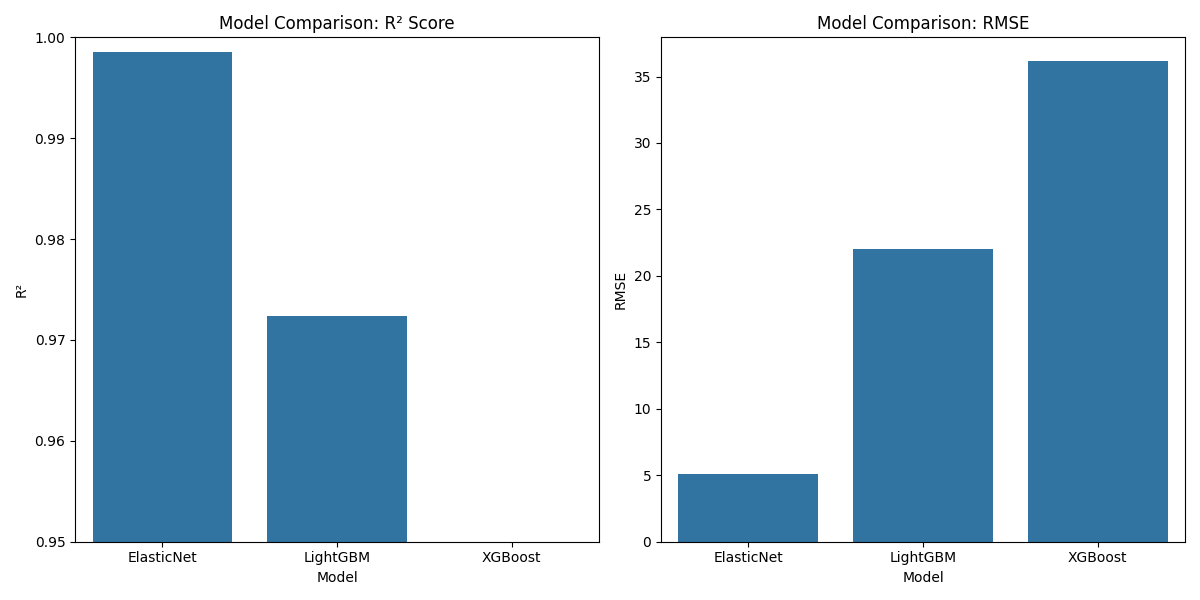 Model Comparison: R² Score
1.00
0.99
0.98
0.97
0.96
0.95
R²
ElasticNet
LightGBM
XGBoost
Model
Model Comparison: RMSE
35
30
25
20
15
10
5
0
RMSE
ElasticNet
LightGBM
XGBoost
Model